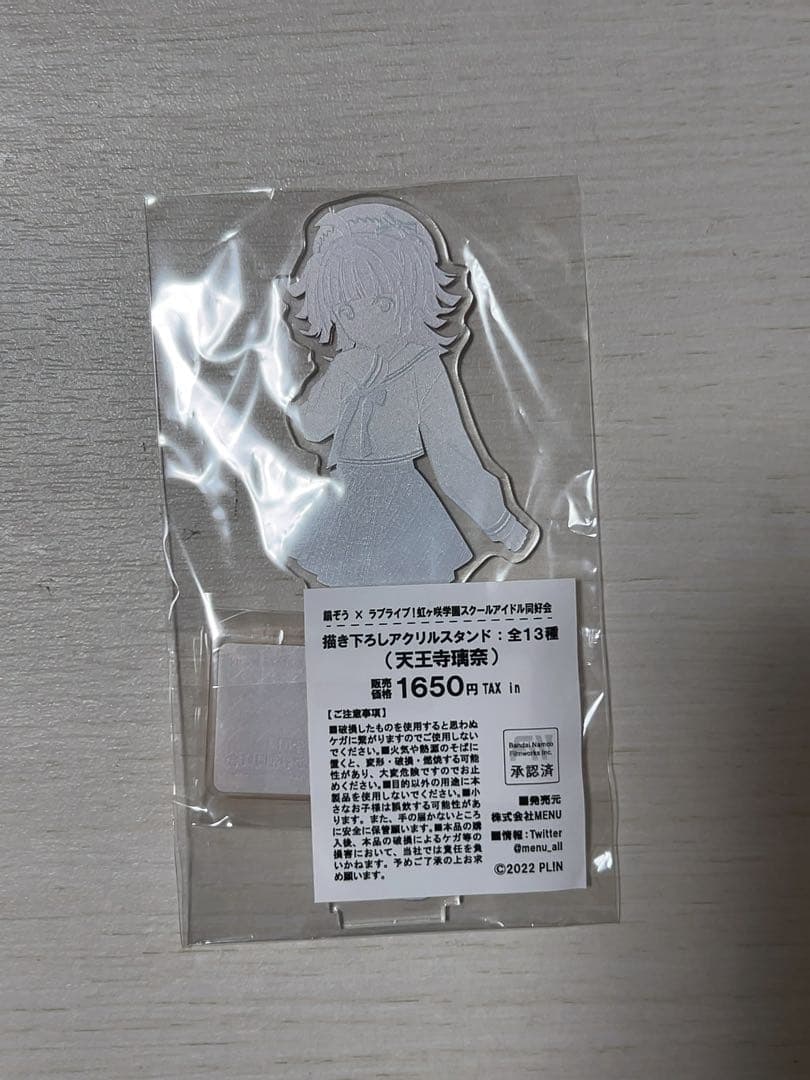 顔ぞう × ラブライブ!虹ヶ咲学園スクールアイドル同好会
描き下ろしアクリルスタンド:全13種
(天王寺璃奈)
販売価格 1650円 TAX in
【ご注意事項】
■破損したものを使用すると思わぬ
ケガに繋がりますのでご使用しない
でください。■火気や熱源のそばに
置くと、変形・破損・燃焼する可能
性があり、大変危険ですのでお止
めください。■目的以外の用途に本
製品を使用しないでください。■小
さなお子様は誤飲する可能性があ
ります。また、手の届かないところ
に安全に保管願います。■本品の購
入後、本品の破損によるケガ等の
損害において、当社では責任を負
いかねます。予めご了承の上お求
め願います。
Bandai Namco
Filmworks Inc.
承認済
■発売元
株式会社MENU
■情報:Twitter
@menu_all
©2022 PL!N